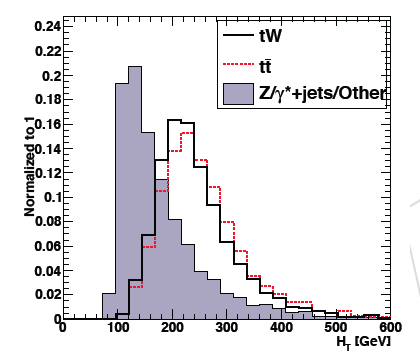 0.24
0.22
0.2
0.18
0.16
0.14
0.12
0.1
0.08
0.06
0.04
0.02
0
Normalized to 1
tW
tt̄
Z/γ*+jets/Other
0 100 200 300 400 500 600
H_T [GeV]